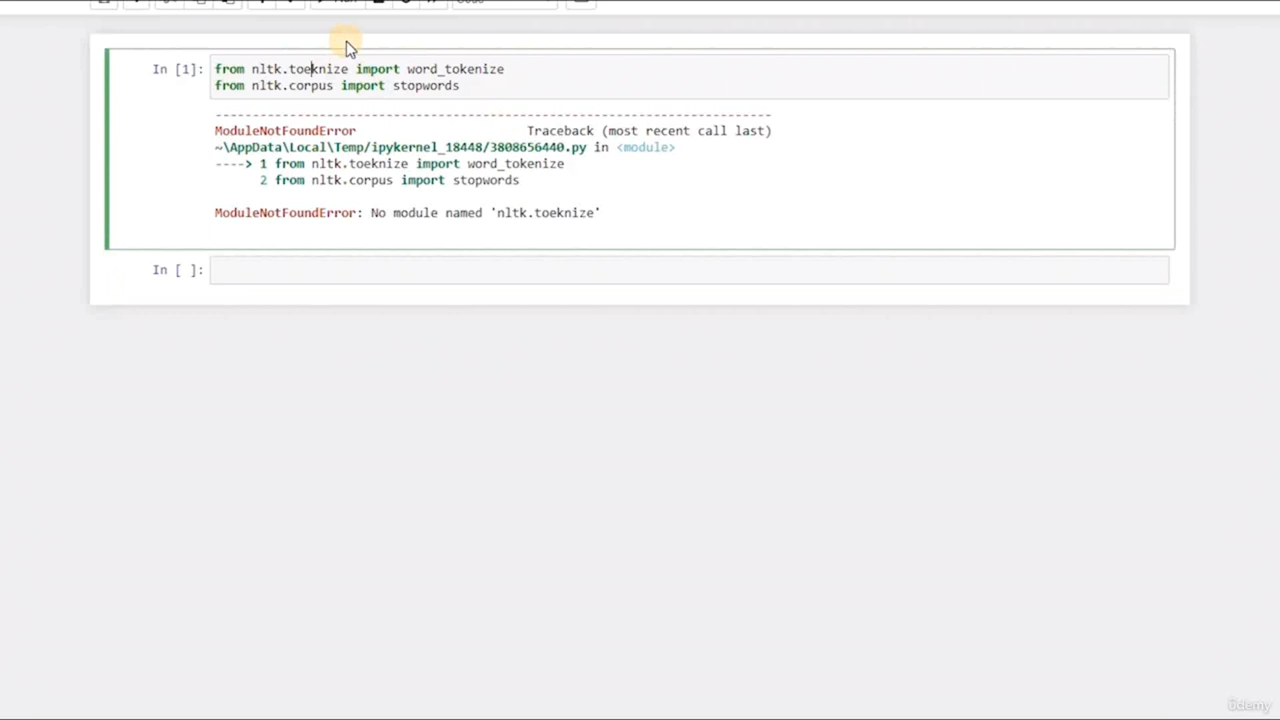 In [1]: from nltk.toeknize import word_tokenize
from nltk.corpus import stopwords
---------------------------------------------------------------------------
ModuleNotFoundError Traceback (most recent call last)
~\AppData\Local\Temp/ipykernel_18448/3808656440.py in <module>
----> 1 from nltk.toeknize import word_tokenize
2 from nltk.corpus import stopwords
ModuleNotFoundError: No module named 'nltk.toeknize'
In [ ]:
ûdemy